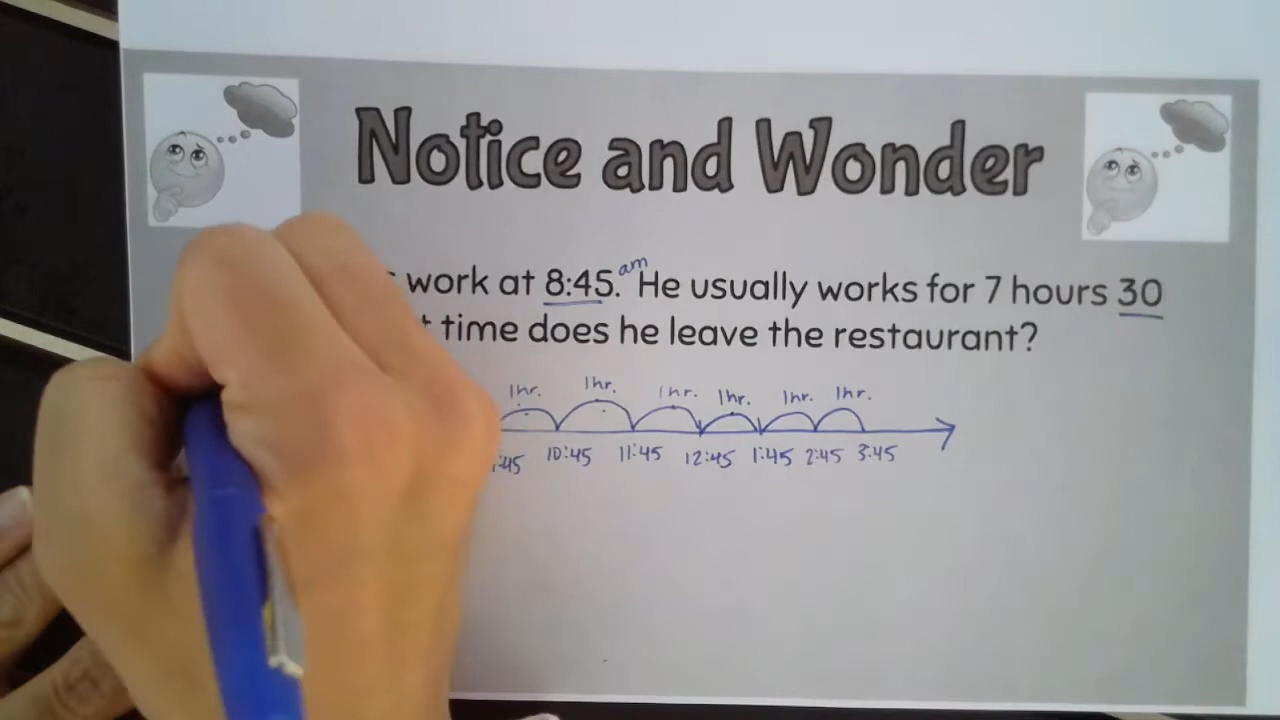 Notice and Wonder
work at 8:45. am He usually works for 7 hours 30
time does he leave the restaurant?
1hr. 1hr. 1hr. 1hr. 1hr. 1hr.
:45 10:45 11:45 12:45 1:45 2:45 3:45